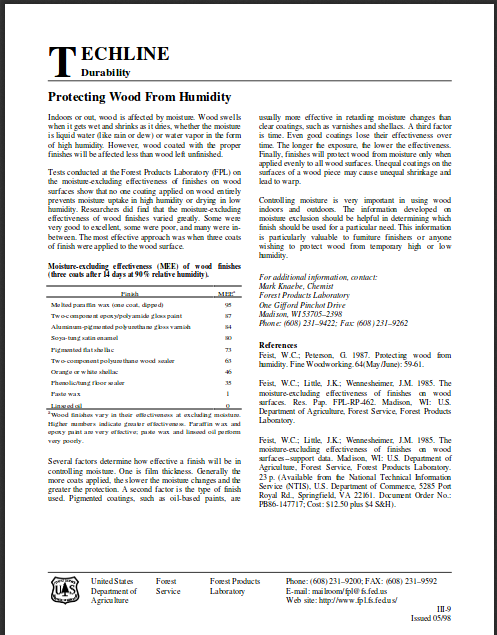 TECHLINE
Durability
Protecting Wood From Humidity
Indoors or out, wood is affected by moisture. Wood swells
when it gets wet and shrinks as it dries, whether the moisture
is liquid water (like rain or dew) or water vapor in the form
of high humidity. However, wood coated with the proper
finishes will be affected less than wood left unfinished.
Tests conducted at the Forest Products Laboratory (FPL) on
the moisture-excluding effectiveness of finishes on wood
surfaces show that no one coating applied on wood entirely
prevents moisture uptake in high humidity or drying in low
humidity. Researchers did find that the moisture-excluding
effectiveness of wood finishes varied greatly. Some were
very good to excellent, some were poor, and many were in-
between. The most effective approach was when three coats
of finish were applied to the wood surface.
Moisture-excluding effectiveness (MEE) of wood finishes
(three coats after 14 days at 90% relative humidity).
Finish MEEa
Melted paraffin wax (one coat, dipped) 95
Two-component epoxy/polyamide gloss paint 87
Aluminum-pigmented polyurethane gloss varnish 84
Soya-tung satin enamel 80
Pigmented flat shellac 73
Two-component polyurethane wood sealer 63
Orange or white shellac 46
Phenolic/tung floor sealer 35
Paste wax 1
Linseed oil 0
aWood finishes vary in their effectiveness at excluding moisture.
Higher numbers indicate greater effectiveness. Paraffin wax and
epoxy paint are very effective; paste wax and linseed oil perform
very poorly.
Several factors determine how effective a finish will be in
controlling moisture. One is film thickness. Generally the
more coats applied, the slower the moisture changes and the
greater the protection. A second factor is the type of finish
used. Pigmented coatings, such as oil-based paints, are
usually more effective in retarding moisture changes than
clear coatings, such as varnishes and shellacs. A third factor
is time. Even good coatings lose their effectiveness over
time. The longer the exposure, the lower the effectiveness.
Finally, finishes will protect wood from moisture only when
applied evenly to all wood surfaces. Unequal coatings on the
surfaces of a wood piece may cause unequal shrinkage and
lead to warp.
Controlling moisture is very important in using wood
indoors and outdoors. The information developed on
moisture exclusion should be helpful in determining which
finish should be used for a particular need. This information
is particularly valuable to furniture finishers or anyone
wishing to protect wood from temporary high or low
humidity.
For additional information, contact:
Mark Knaebe, Chemist
Forest Products Laboratory
One Gifford Pinchot Drive
Madison, WI 53705–2398
Phone: (608) 231–9422; Fax: (608) 231–9262
References
Feist, W.C.; Peterson, G. 1987. Protecting wood from
humidity. Fine Woodworking. 64(May/June): 59-61.
Feist, W.C.; Little, J.K.; Wennesheimer, J.M. 1985. The
moisture-excluding effectiveness of finishes on wood
surfaces. Res. Pap. FPL-RP-462. Madison, WI: U.S.
Department of Agriculture, Forest Service, Forest Products
Laboratory.
Feist, W.C.; Little, J.K.; Wennesheimer, J.M. 1985. The
moisture-excluding effectiveness of finishes on wood
surfaces--support data. Madison, WI: U.S. Department of
Agriculture, Forest Service, Forest Products Laboratory.
23 p. (Available from the National Technical Information
Service (NTIS), U.S. Department of Commerce, 5285 Port
Royal Rd., Springfield, VA 22161. Document Order No.:
PB86-147717; Cost: $12.50 plus $4 S&H).
United States Forest Forest Products Phone: (608) 231–9200; FAX: (608) 231–9592
Department of Service Laboratory E-mail: mailroom/fpl@fs.fed.us
Agriculture Web site: http://www.fpl.fs.fed.us/
III-9
Issued 05/98